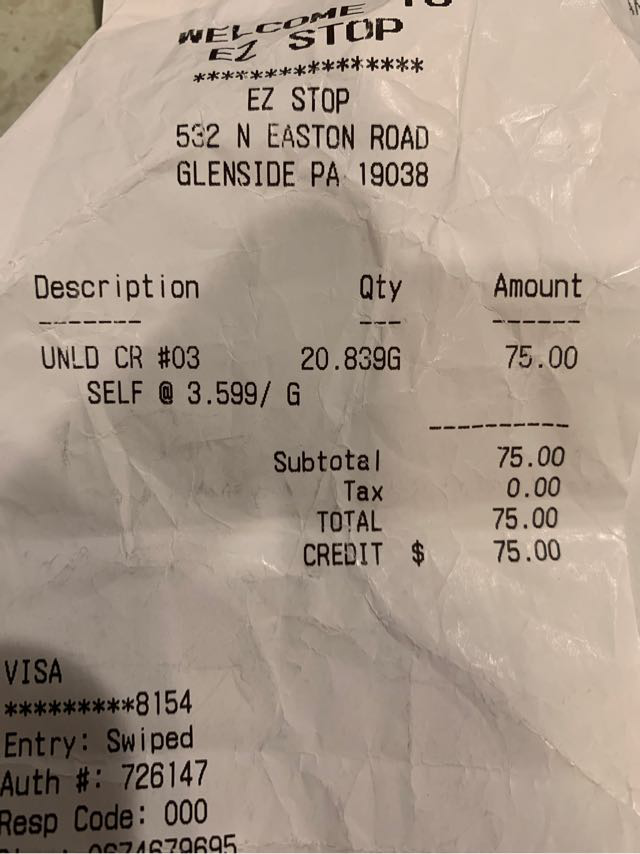 WELCOME TO
EZ STOP
*****************
EZ STOP
532 N EASTON ROAD
GLENSIDE PA 19038
Description Qty Amount
-------- --- -------
UNLD CR #03 20.839G 75.00
SELF @ 3.599/ G
----------
Subtotal 75.00
Tax 0.00
TOTAL 75.00
CREDIT $ 75.00
VISA
*********8154
Entry: Swiped
Auth #: 726147
Resp Code: 000
0674679695